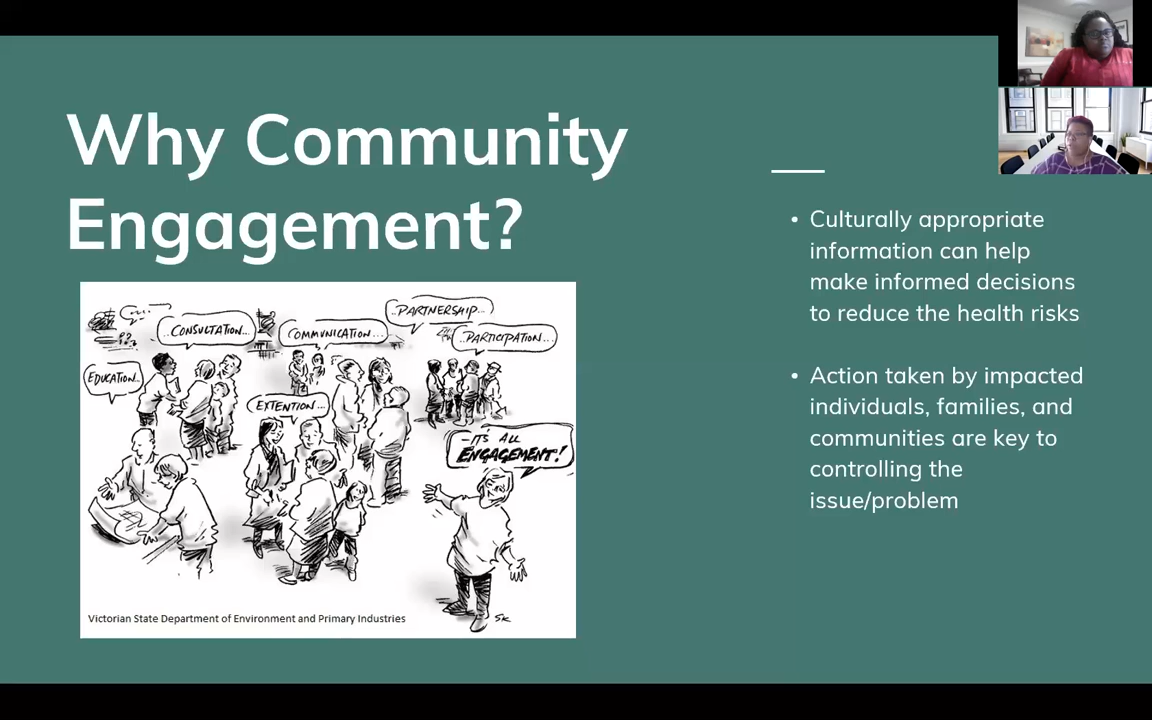 Why Community
Engagement?
..CONSULTATION...
COMMUNICATION...
..PARTNERSHIP...
..PARTICIPATION...
EDUCATION...
EXTENTION...
-IT'S ALL
ENGAGEMENT!
SK
Victorian State Department of Environment and Primary Industries
• Culturally appropriate
information can help
make informed decisions
to reduce the health risks
• Action taken by impacted
individuals, families, and
communities are key to
controlling the
issue/problem